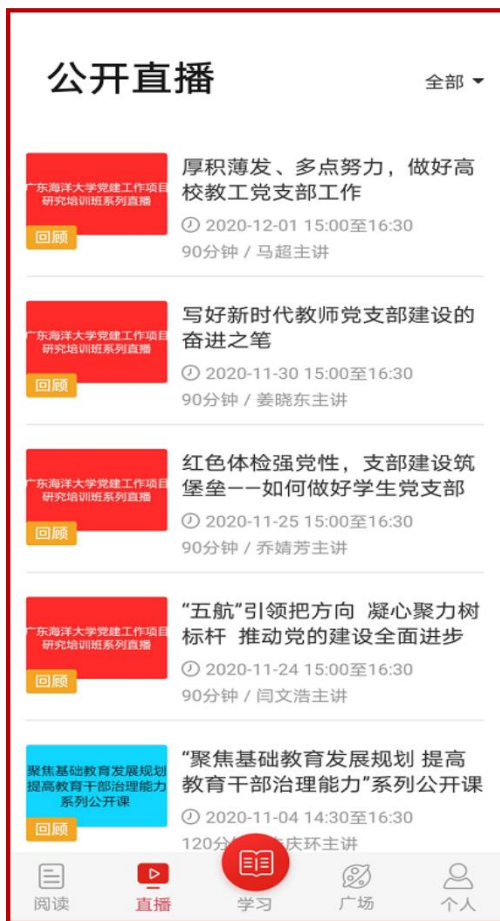 公开直播
全部
广东海洋大学党建工作项目
研究培训班系列直播
回顾
厚积薄发、多点努力，做好高
校教工党支部工作
2020-12-01 15:00至16:30
90分钟 / 马超主讲
广东海洋大学党建工作项目
研究培训班系列直播
回顾
写好新时代教师党支部建设的
奋进之笔
2020-11-30 15:00至16:30
90分钟 / 姜晓东主讲
广东海洋大学党建工作项目
研究培训班系列直播
回顾
红色体检强党性，支部建设筑
堡垒——如何做好学生党支部
2020-11-25 15:00至16:30
90分钟 / 乔婧芳主讲
广东海洋大学党建工作项目
研究培训班系列直播
回顾
“五航”引领把方向 凝心聚力树
标杆 推动党的建设全面进步
2020-11-24 15:00至16:30
90分钟 / 闫文浩主讲
聚焦基础教育发展规划
提高教育干部治理能力
系列公开课
回顾
“聚焦基础教育发展规划 提高
教育干部治理能力”系列公开课
2020-11-04 14:30至16:30
120分 庆环主讲
阅读
直播
学习
广场
个人